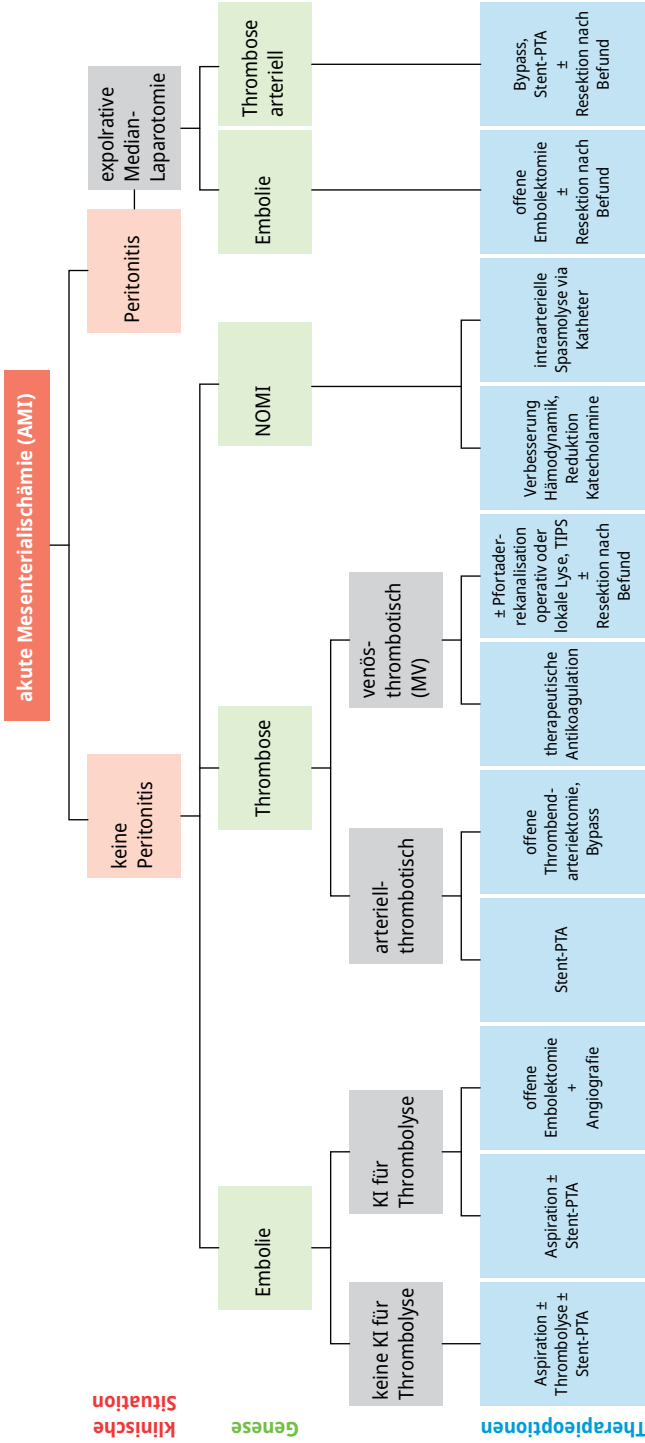 akute Mesenterialischämie (AMI)
Klinische
Situation
keine
Peritonitis
Peritonitis
expolrative
Median-
Laparotomie
Genese
Embolie
Thrombose
NOMI
Embolie
Thrombose
arteriell
keine KI für
Thrombolyse
KI für
Thrombolyse
arteriell-
thrombotisch
venös-
thrombotisch
(MV)
Therapieoptionen
Aspiration ±
Thrombolyse ±
Stent-PTA
Aspiration ±
Stent-PTA
offene
Embolektomie
+
Angiografie
Stent-PTA
offene
Thrombend-
arteriektomie,
Bypass
therapeutische
Antikoagulation
± Pfortader-
rekanalisation
operativ oder
lokale Lyse, TIPS
±
Resektion nach
Befund
Verbesserung
Hämodynamik,
Reduktion
Katecholamine
intraarterielle
Spasmolyse via
Katheter
offene
Embolektomie
±
Resektion nach
Befund
Bypass,
Stent-PTA
±
Resektion nach
Befund